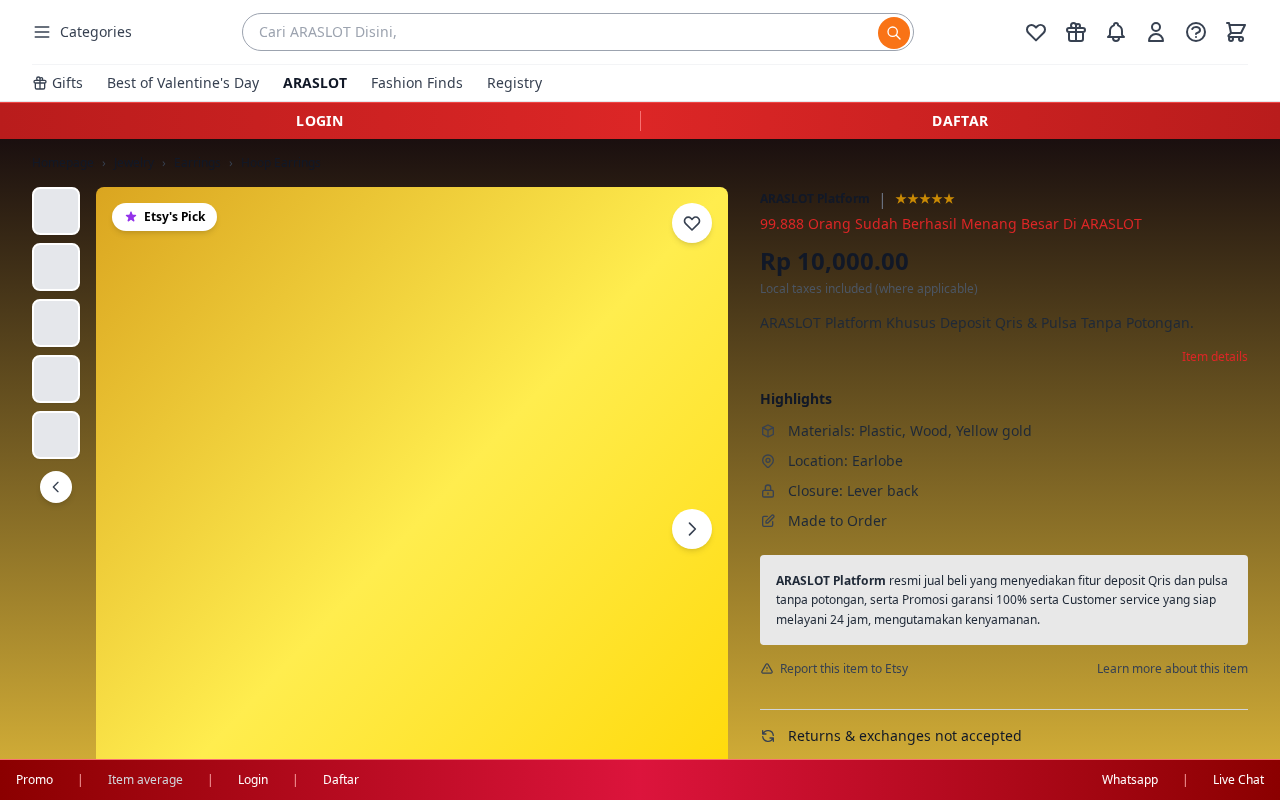 Categories
Cari ARASLOT Disini,
Gifts
Best of Valentine's Day
ARASLOT
Fashion Finds
Registry
LOGIN
DAFTAR
Etsy's Pick
ARASLOT Platform | ★★★★★
99.888 Orang Sudah Berhasil Menang Besar Di ARASLOT
Rp 10,000.00
Local taxes included (where applicable)
ARASLOT Platform Khusus Deposit Qris & Pulsa Tanpa Potongan.
Item details
Highlights
Materials: Plastic, Wood, Yellow gold
Location: Earlobe
Closure: Lever back
Made to Order
ARASLOT Platform resmi jual beli yang menyediakan fitur deposit Qris dan pulsa
tanpa potongan, serta Promosi garansi 100% serta Customer service yang siap
melayani 24 jam, mengutamakan kenyamanan.
Report this item to Etsy
Learn more about this item
Returns & exchanges not accepted
Promo | Item average | Login | Daftar
Whatsapp | Live Chat